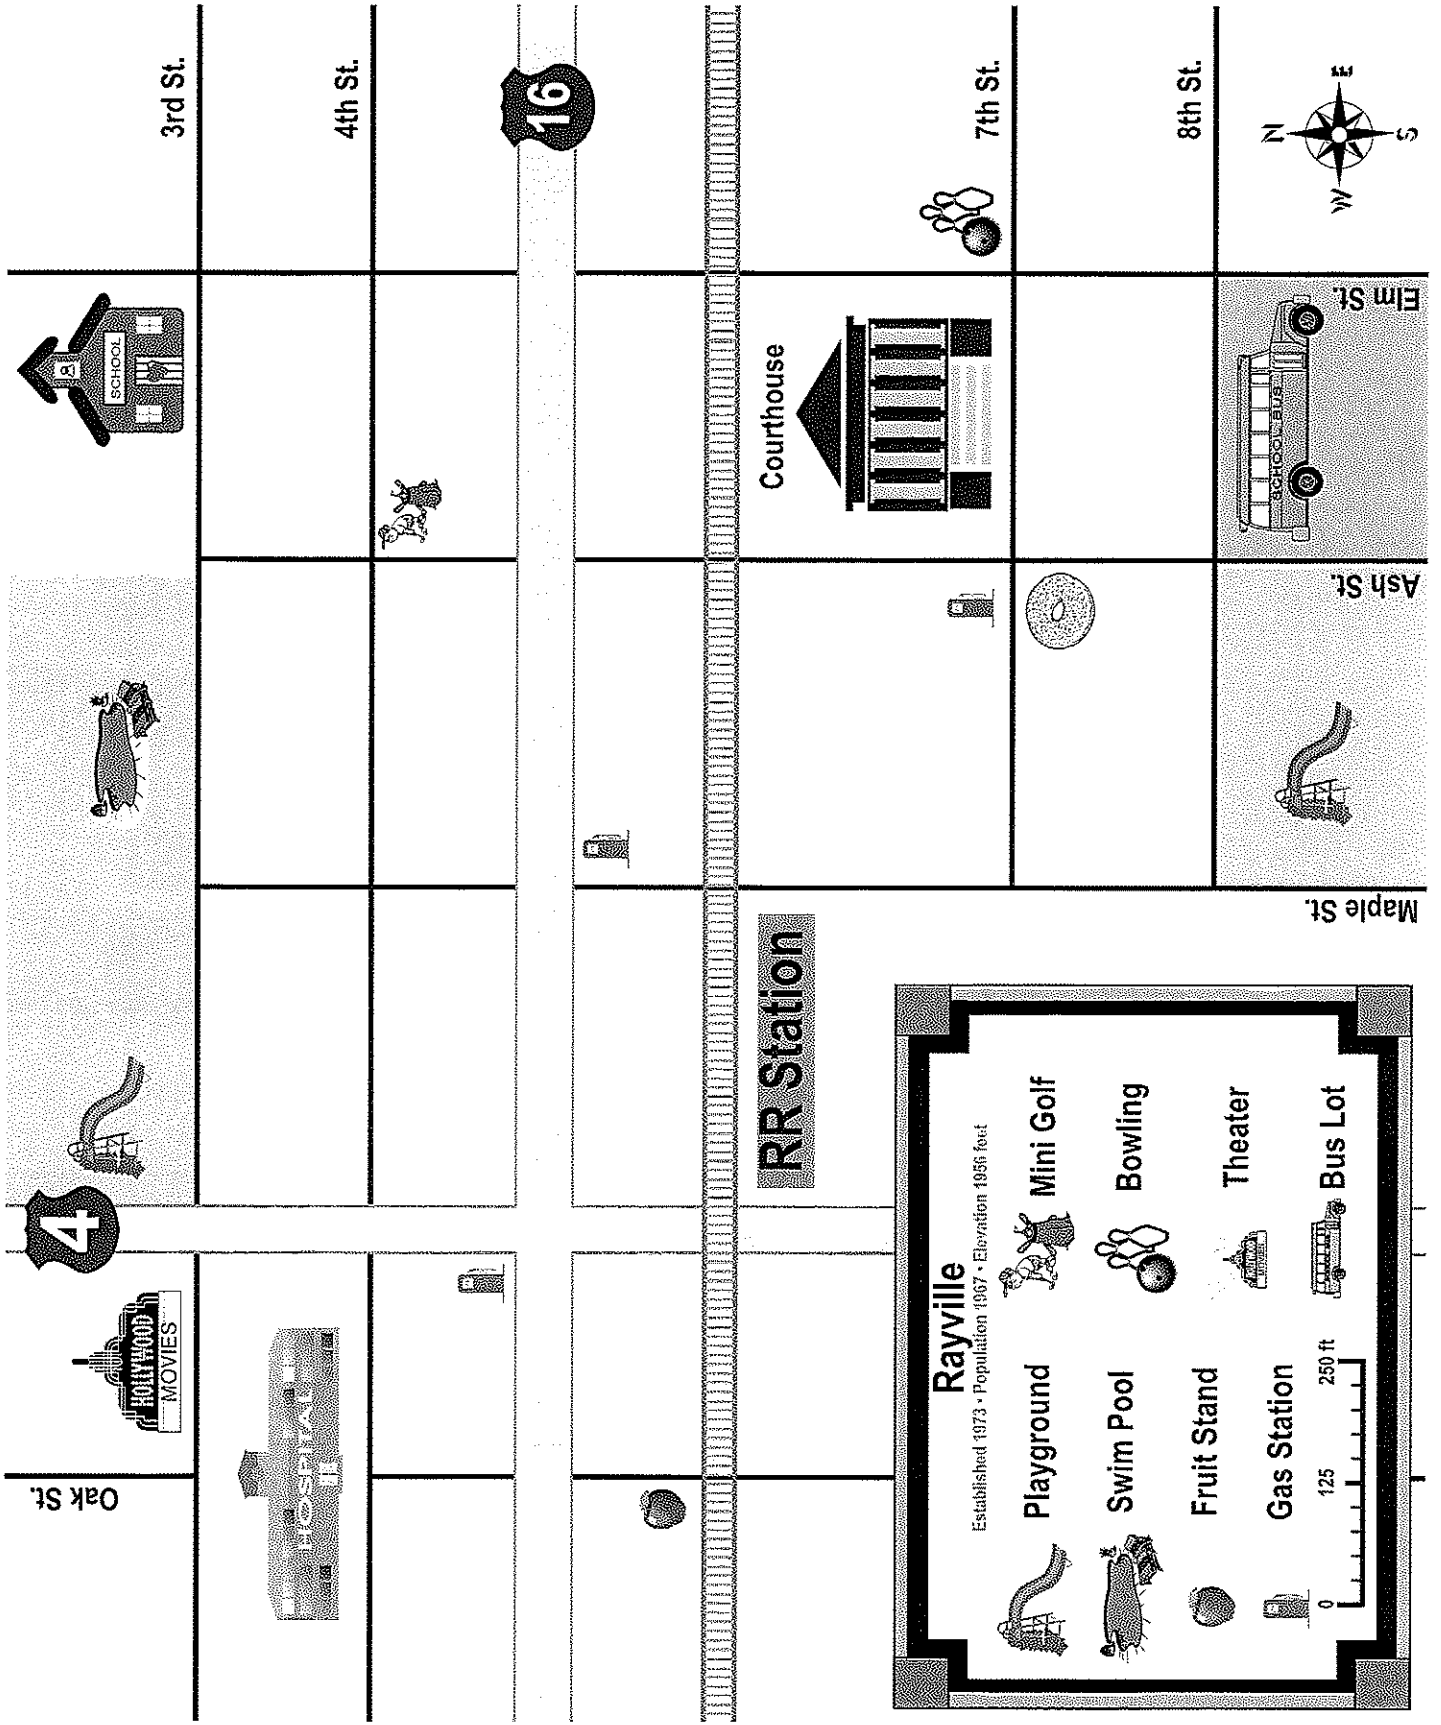 Oak St.
4
HOLLYWOOD
MOVIES
SCHOOL
3rd St.
HOSPITAL
4th St.
16
RR Station
Courthouse
7th St.
8th St.
Rayville
Established 1973 • Population 1967 • Elevation 1956 feet
Playground
Mini Golf
Swim Pool
Bowling
Fruit Stand
Theater
Gas Station
Bus Lot
0 125 250 ft
Maple St.
Ash St.
SCHOOL BUS
Elm St.
N
W
E
S